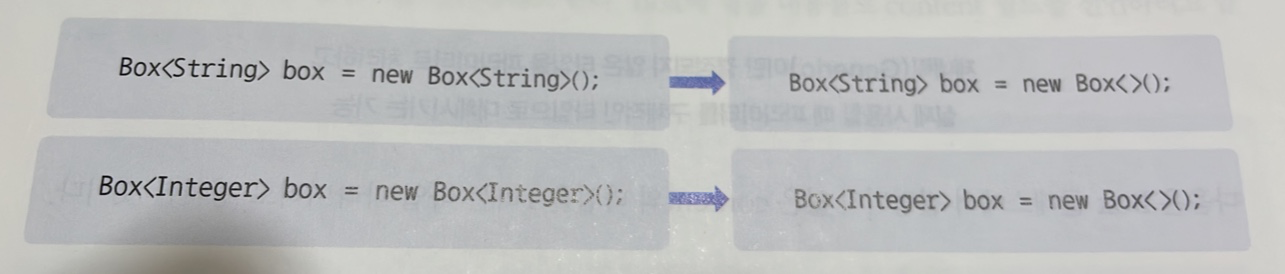 Box<String> box = new Box<String>(); → Box<String> box = new Box<>();
Box<Integer> box = new Box<Integer>(); → Box<Integer> box = new Box<>();